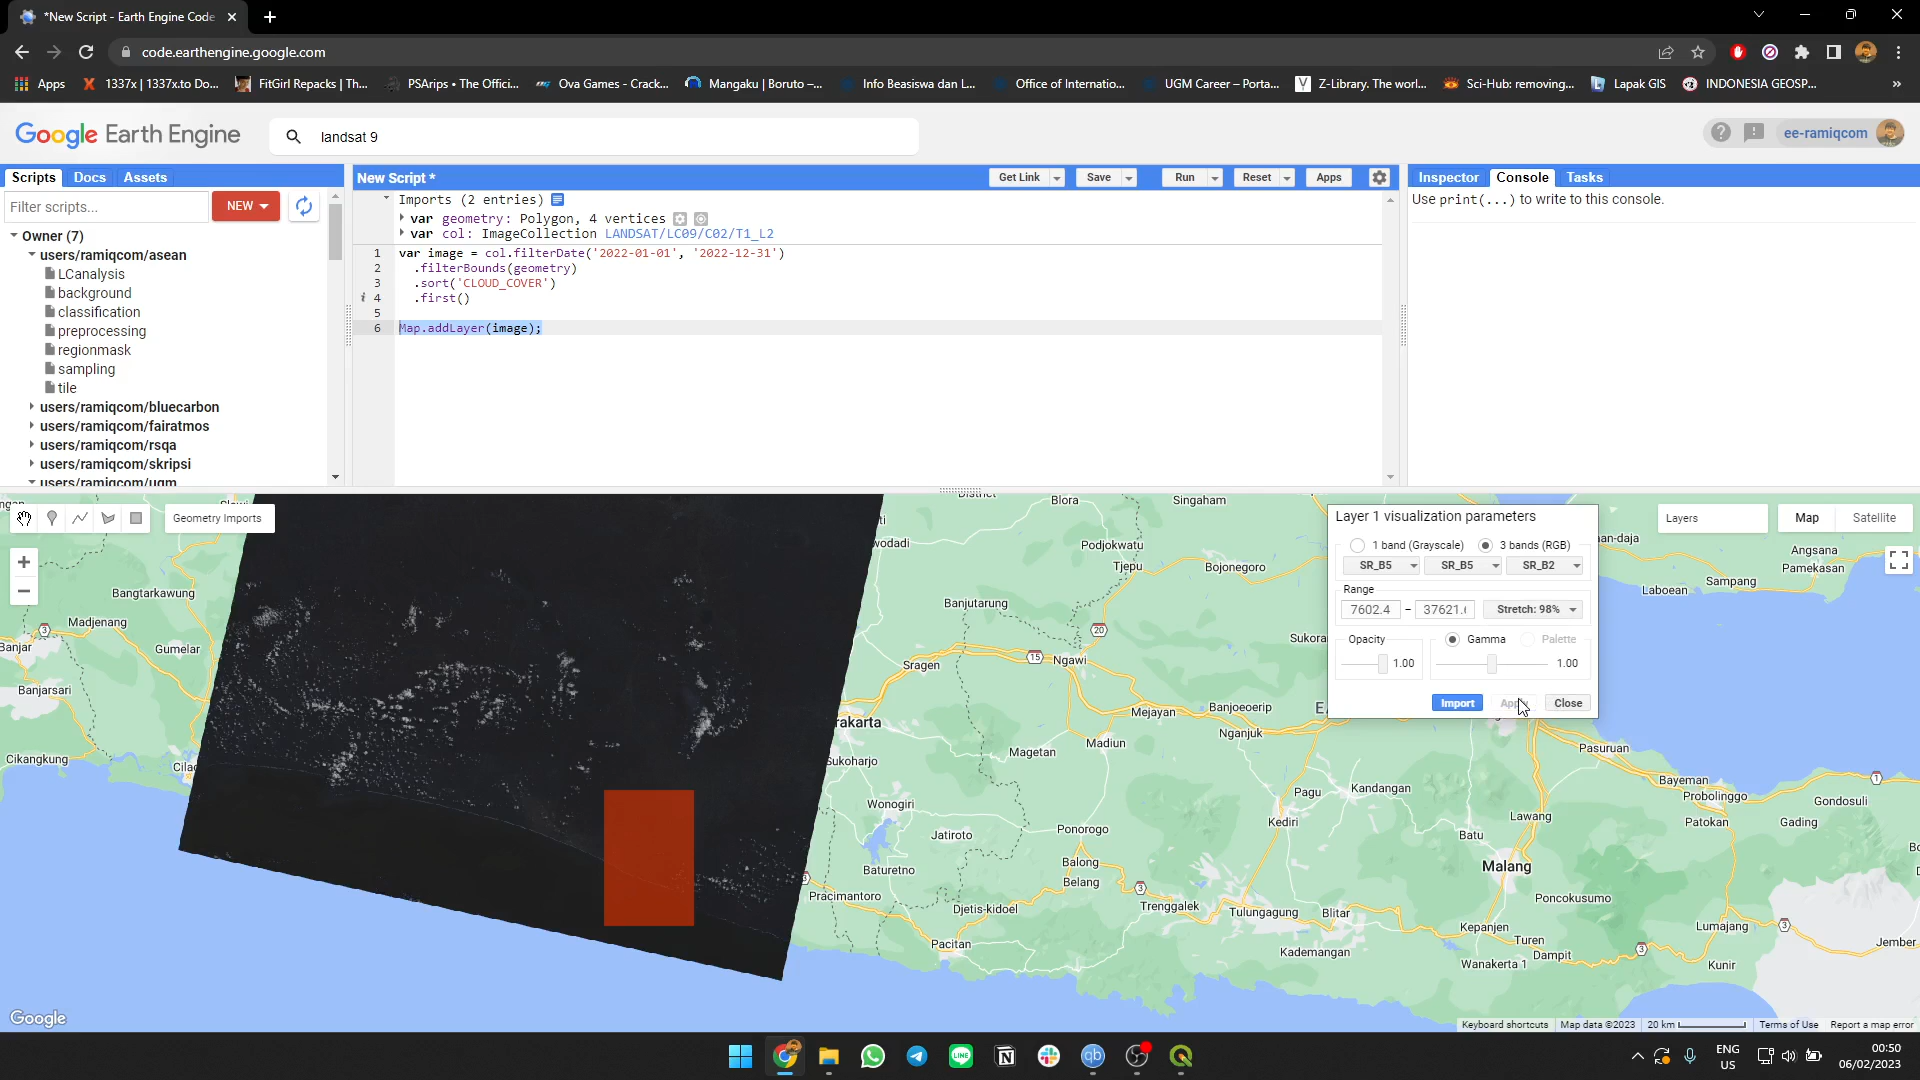 *New Script - Earth Engine Code
code.earthengine.google.com
Apps
1337x | 1337x.to Do...
FitGirl Repacks | Th...
PSArips • The Offici...
Ova Games - Crack...
Mangaku | Boruto –...
Info Beasiswa dan L...
Office of Internatio...
UGM Career – Porta...
Z-Library. The worl...
Sci-Hub: removing...
Lapak GIS
INDONESIA GEOSP...
»
Google Earth Engine
landsat 9
ee-ramiqcom
Scripts Docs Assets
Filter scripts...
NEW
Owner (7)
users/ramiqcom/asean
LCanalysis
background
classification
preprocessing
regionmask
sampling
tile
users/ramiqcom/bluecarbon
users/ramiqcom/fairatmos
users/ramiqcom/rsqa
users/ramiqcom/skripsi
users/ramiqcom/ugm
New Script *
Get Link Save Run Reset Apps
Imports (2 entries)
var geometry: Polygon, 4 vertices
var col: ImageCollection LANDSAT/LC09/C02/T1_L2
1 var image = col.filterDate('2022-01-01', '2022-12-31')
2 .filterBounds(geometry)
3 .sort('CLOUD_COVER')
i 4 .first()
5
6 Map.addLayer(image);
Inspector Console Tasks
Use print(...) to write to this console.
Geometry Imports
Layer 1 visualization parameters
1 band (Grayscale) 3 bands (RGB)
SR_B5 SR_B5 SR_B2
Range
7602.4 – 37621.( Stretch: 98%
Opacity Gamma Palette
1.00 1.00
Import Close
Layers
Map Satellite
Blora
Singaham
Podjokwatu
Tjepu
Bojonegoro
Banjutarung
Sragen
15
Ngawi
20
Angsana
Pamekasan
Sampang
Laboean
Bangtarkawung
Madjenang
3
Banjar
Gumelar
Banjarsari
Cikangkung
rakarta
Sukoharjo
Magetan
Madiun
Mejayan
Banjoeoerip
Nganjuk
Wonogiri
Jatiroto
Baturetno
Pracimantoro
Pacitan
Ponorogo
Balong
Belang
Djetis-kidoel
3
Trenggalek
Tulungagung
Blitar
Kademangan
Pagu
Kediri
Kandangan
Batu
Malang
Lawang
Pasuruan
Bayeman
Probolinggo
Patokan
Gondosuli
Gading
1
Poncokusumo
Kepanjen
Turen
Dampit
Wanakerta 1
3
Lumajang
3
Jember
Kunir
Google
Keyboard shortcuts Map data ©2023 20 km Terms of Use Report a map error
ENG
US
00:50
06/02/2023